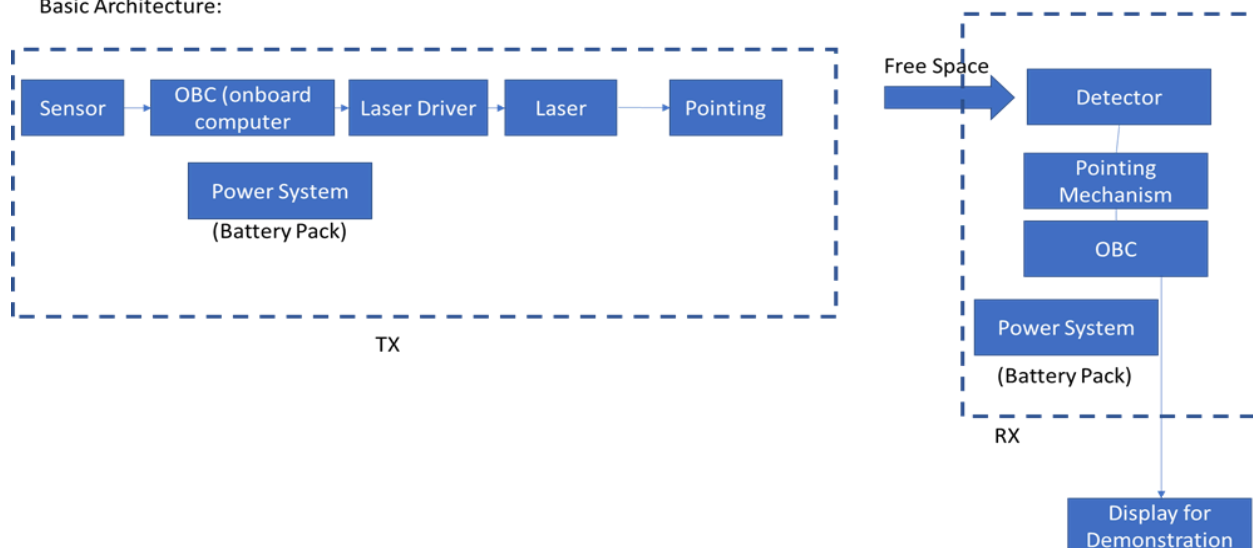 Basic Architecture:
Sensor
OBC (onboard
computer
Laser Driver
Laser
Pointing
Power System
(Battery Pack)
TX
Free Space
Detector
Pointing
Mechanism
OBC
Power System
(Battery Pack)
RX
Display for
Demonstration